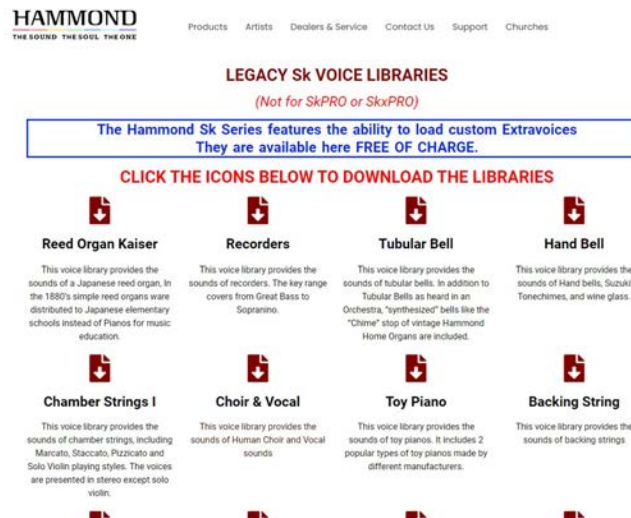 HAMMOND
THE SOUND THE SOUL THE ONE
Products Artists Dealers & Service Contact Us Support Churches
LEGACY Sk VOICE LIBRARIES
(Not for SkPRO or SkxPRO)
The Hammond Sk Series features the ability to load custom Extravoices
They are available here FREE OF CHARGE.
CLICK THE ICONS BELOW TO DOWNLOAD THE LIBRARIES
Reed Organ Kaiser
This voice library provides the
sounds of a Japanese reed organ, In
the 1880's simple reed organs ware
distributed to Japanese elementary
schools instead of Pianos for music
education.
Recorders
This voice library provides the
sounds of recorders. The key range
covers from Great Bass to
Sopranino.
Tubular Bell
This voice library provides the
sounds of tubular bells. In addition to
Tubular Bells as heard in an
Orchestra, "synthesized" bells like the
"Chime" stop of vintage Hammond
Home Organs are included.
Hand Bell
This voice library provides the
sounds of Hand bells, Suzuki
Tonechimes, and wine glass.
Chamber Strings I
This voice library provides the
sounds of chamber strings, including
Marcato, Staccato, Pizzicato and
Solo Violin playing styles. The voices
are presented in stereo except solo
violin.
Choir & Vocal
This voice library provides the
sounds of Human Choir and Vocal
sounds
Toy Piano
This voice library provides the
sounds of toy pianos. It includes 2
popular types of toy pianos made by
different manufacturers.
Backing String
This voice library provides the
sounds of backing strings